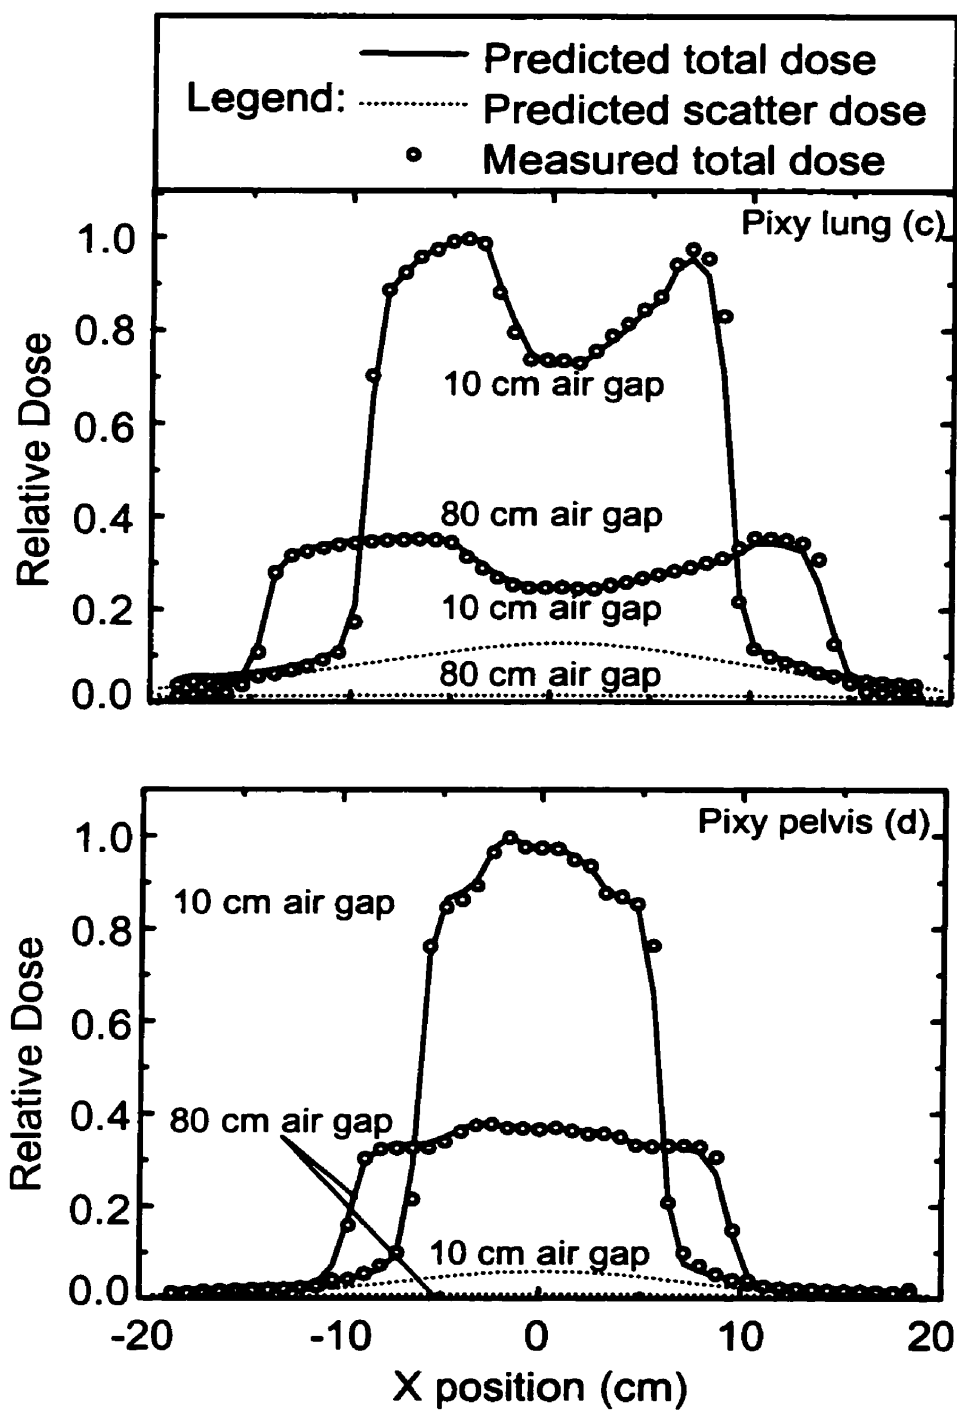 Predicted total dose
Legend: Predicted scatter dose
Measured total dose
Pixy lung (c)
1.0
0.8
0.6
0.4
0.2
0.0
Relative Dose
10 cm air gap
80 cm air gap
10 cm air gap
80 cm air gap
Pixy pelvis (d)
1.0
0.8
0.6
0.4
0.2
0.0
Relative Dose
10 cm air gap
80 cm air gap
10 cm air gap
-20 -10 0 10 20
X position (cm)